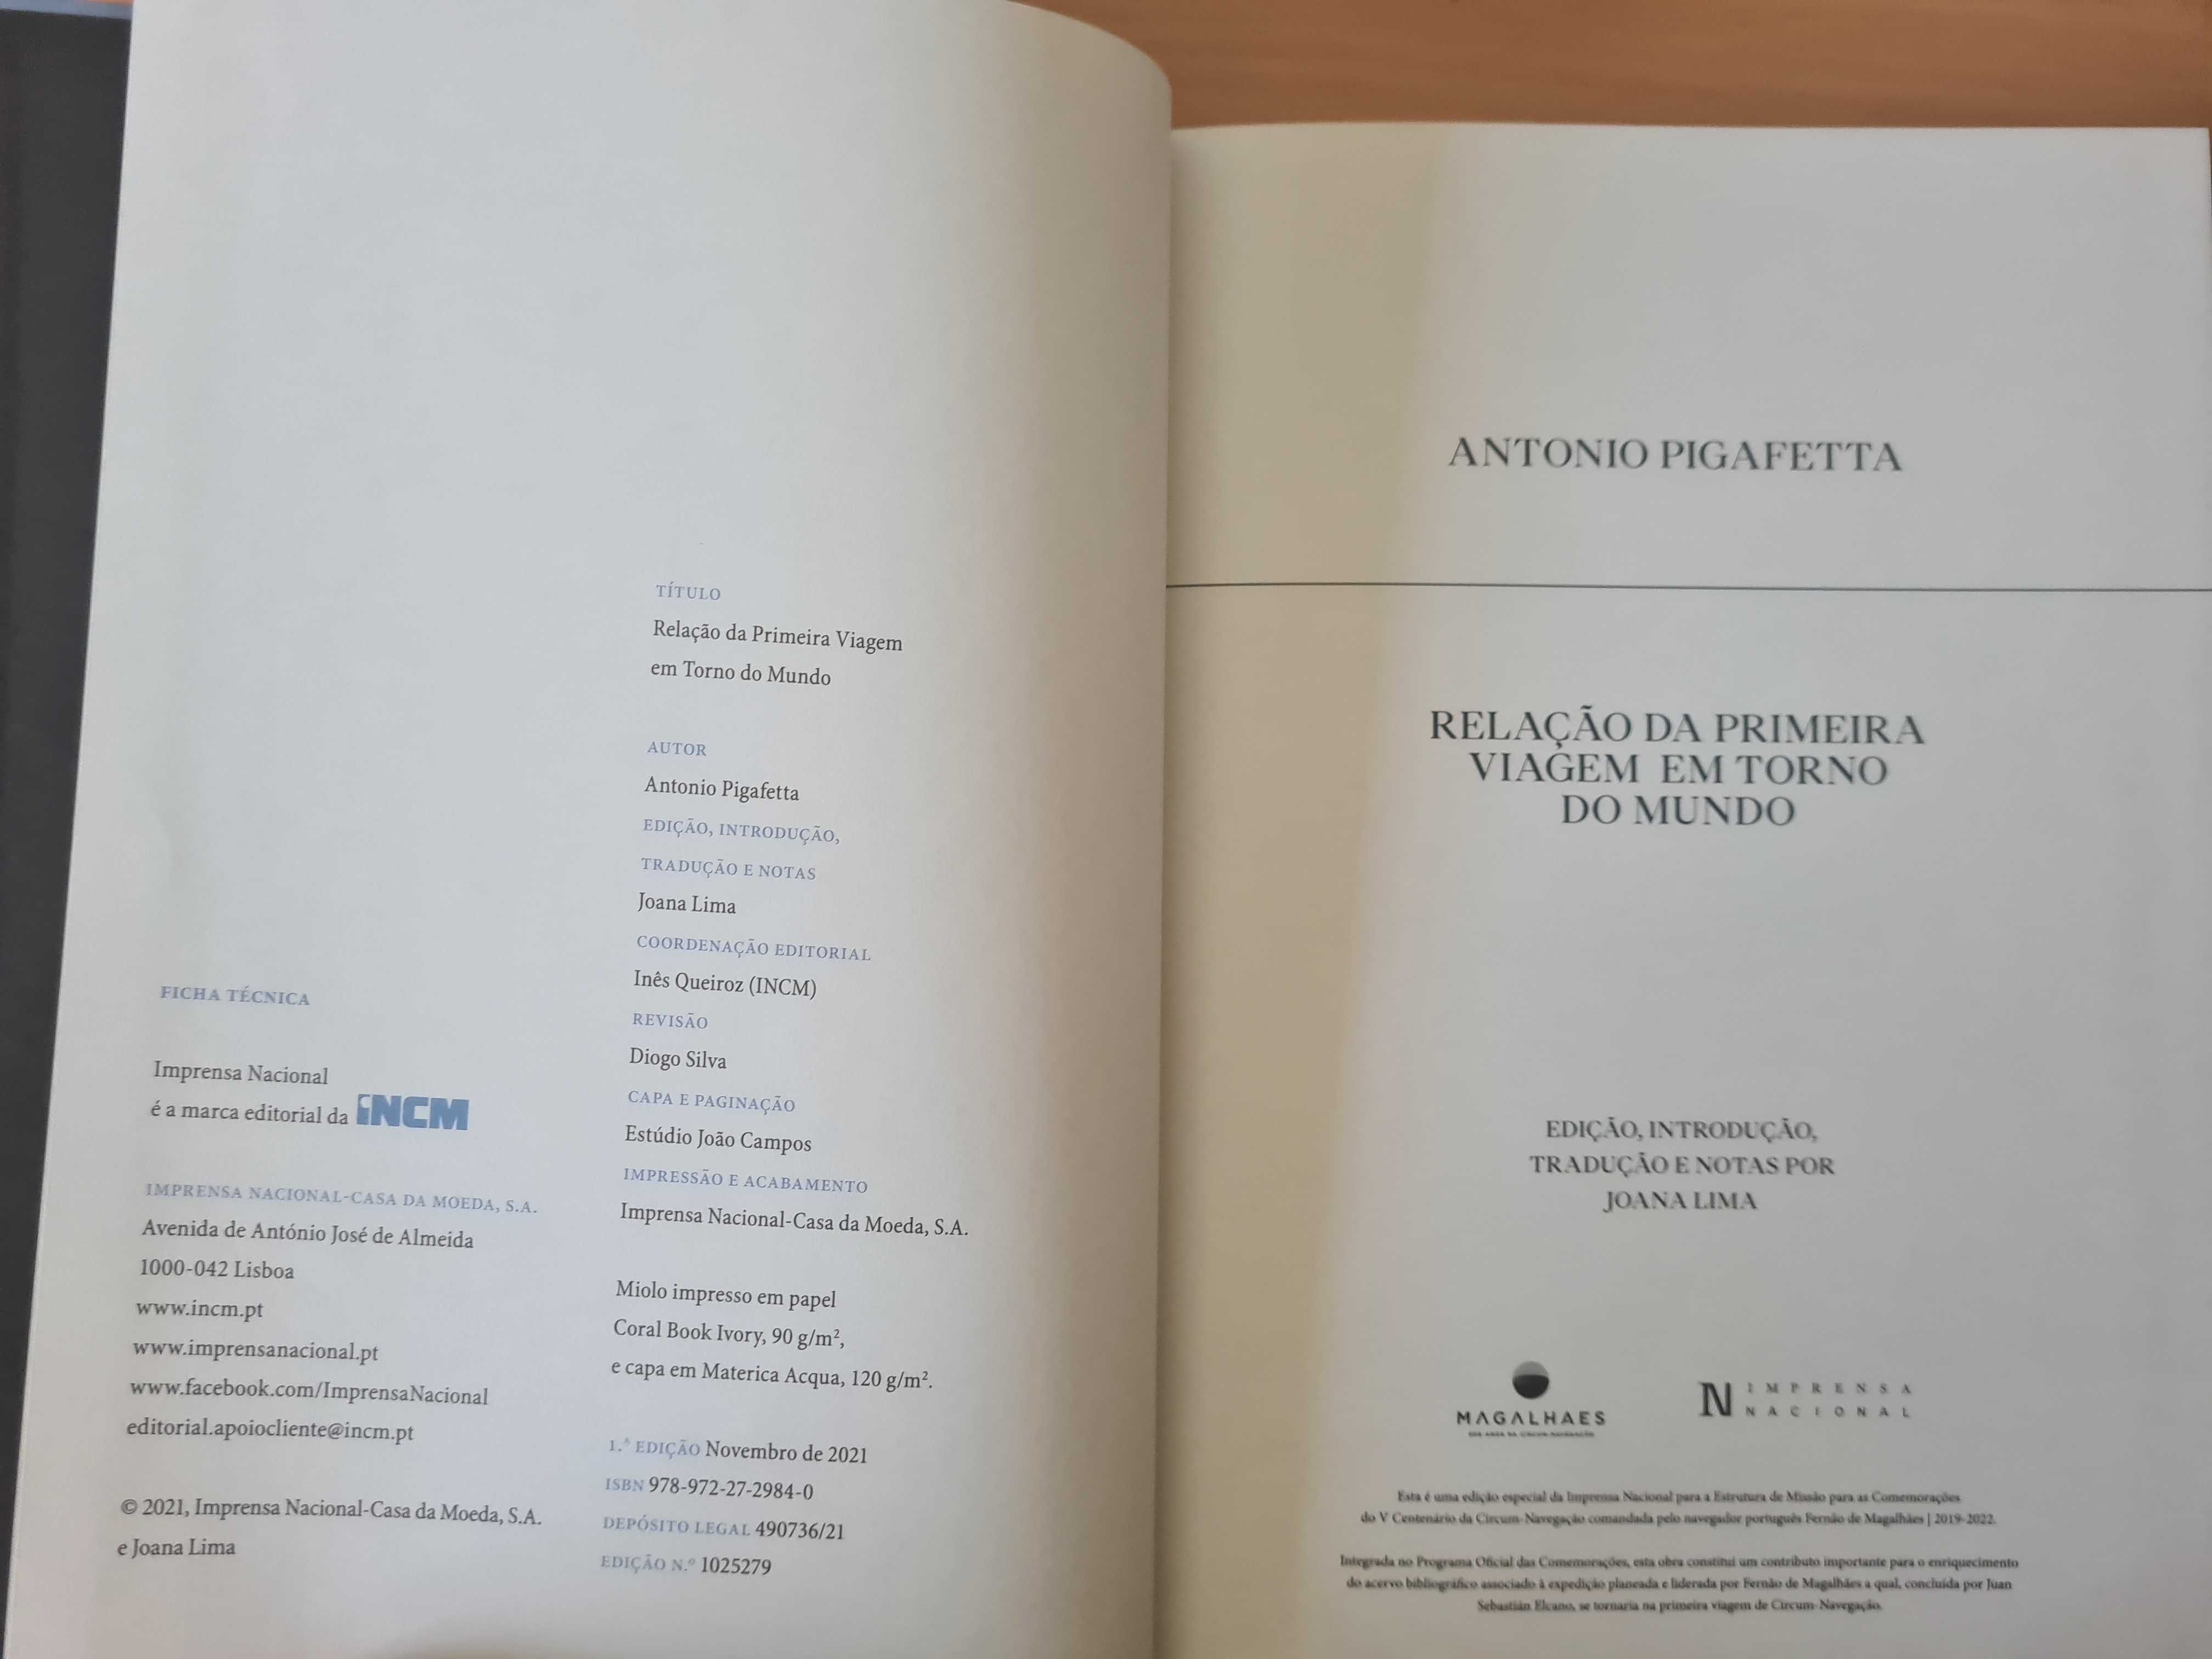 FICHA TÉCNICA
Imprensa Nacional
é a marca editorial da INCM
IMPRENSA NACIONAL-CASA DA MOEDA, S.A.
Avenida de António José de Almeida
1000-042 Lisboa
www.incm.pt
www.imprensanacional.pt
www.facebook.com/ImprensaNacional
editorial.apoiocliente@incm.pt
© 2021, Imprensa Nacional-Casa da Moeda, S.A.
e Joana Lima
TÍTULO
Relação da Primeira Viagem
em Torno do Mundo
AUTOR
Antonio Pigafetta
EDIÇÃO, INTRODUÇÃO,
TRADUÇÃO E NOTAS
Joana Lima
COORDENAÇÃO EDITORIAL
Inês Queiroz (INCM)
REVISÃO
Diogo Silva
CAPA E PAGINAÇÃO
Estúdio João Campos
IMPRESSÃO E ACABAMENTO
Imprensa Nacional-Casa da Moeda, S.A.
Miolo impresso em papel
Coral Book Ivory, 90 g/m²,
e capa em Materica Acqua, 120 g/m².
1.ª EDIÇÃO Novembro de 2021
ISBN 978-972-27-2984-0
DEPÓSITO LEGAL 490736/21
EDIÇÃO N.º 1025279
ANTONIO PIGAFETTA
RELAÇÃO DA PRIMEIRA
VIAGEM EM TORNO
DO MUNDO
EDIÇÃO, INTRODUÇÃO,
TRADUÇÃO E NOTAS POR
JOANA LIMA
MAGALHAES
N IMPRENSA
NACIONAL
Esta é uma edição especial da Imprensa Nacional para a Estrutura de Missão para as Comemorações
do V Centenário da Circum-Navegação comandada pelo navegador português Fernão de Magalhães | 2019-2022.
Integrada no Programa Oficial das Comemorações, esta obra constitui um contributo importante para o enriquecimento
do acervo bibliográfico associado à expedição planeada e liderada por Fernão de Magalhães a qual, concluída por Juan
Sebastián Elcano, se tornaria na primeira viagem de Circum-Navegação.